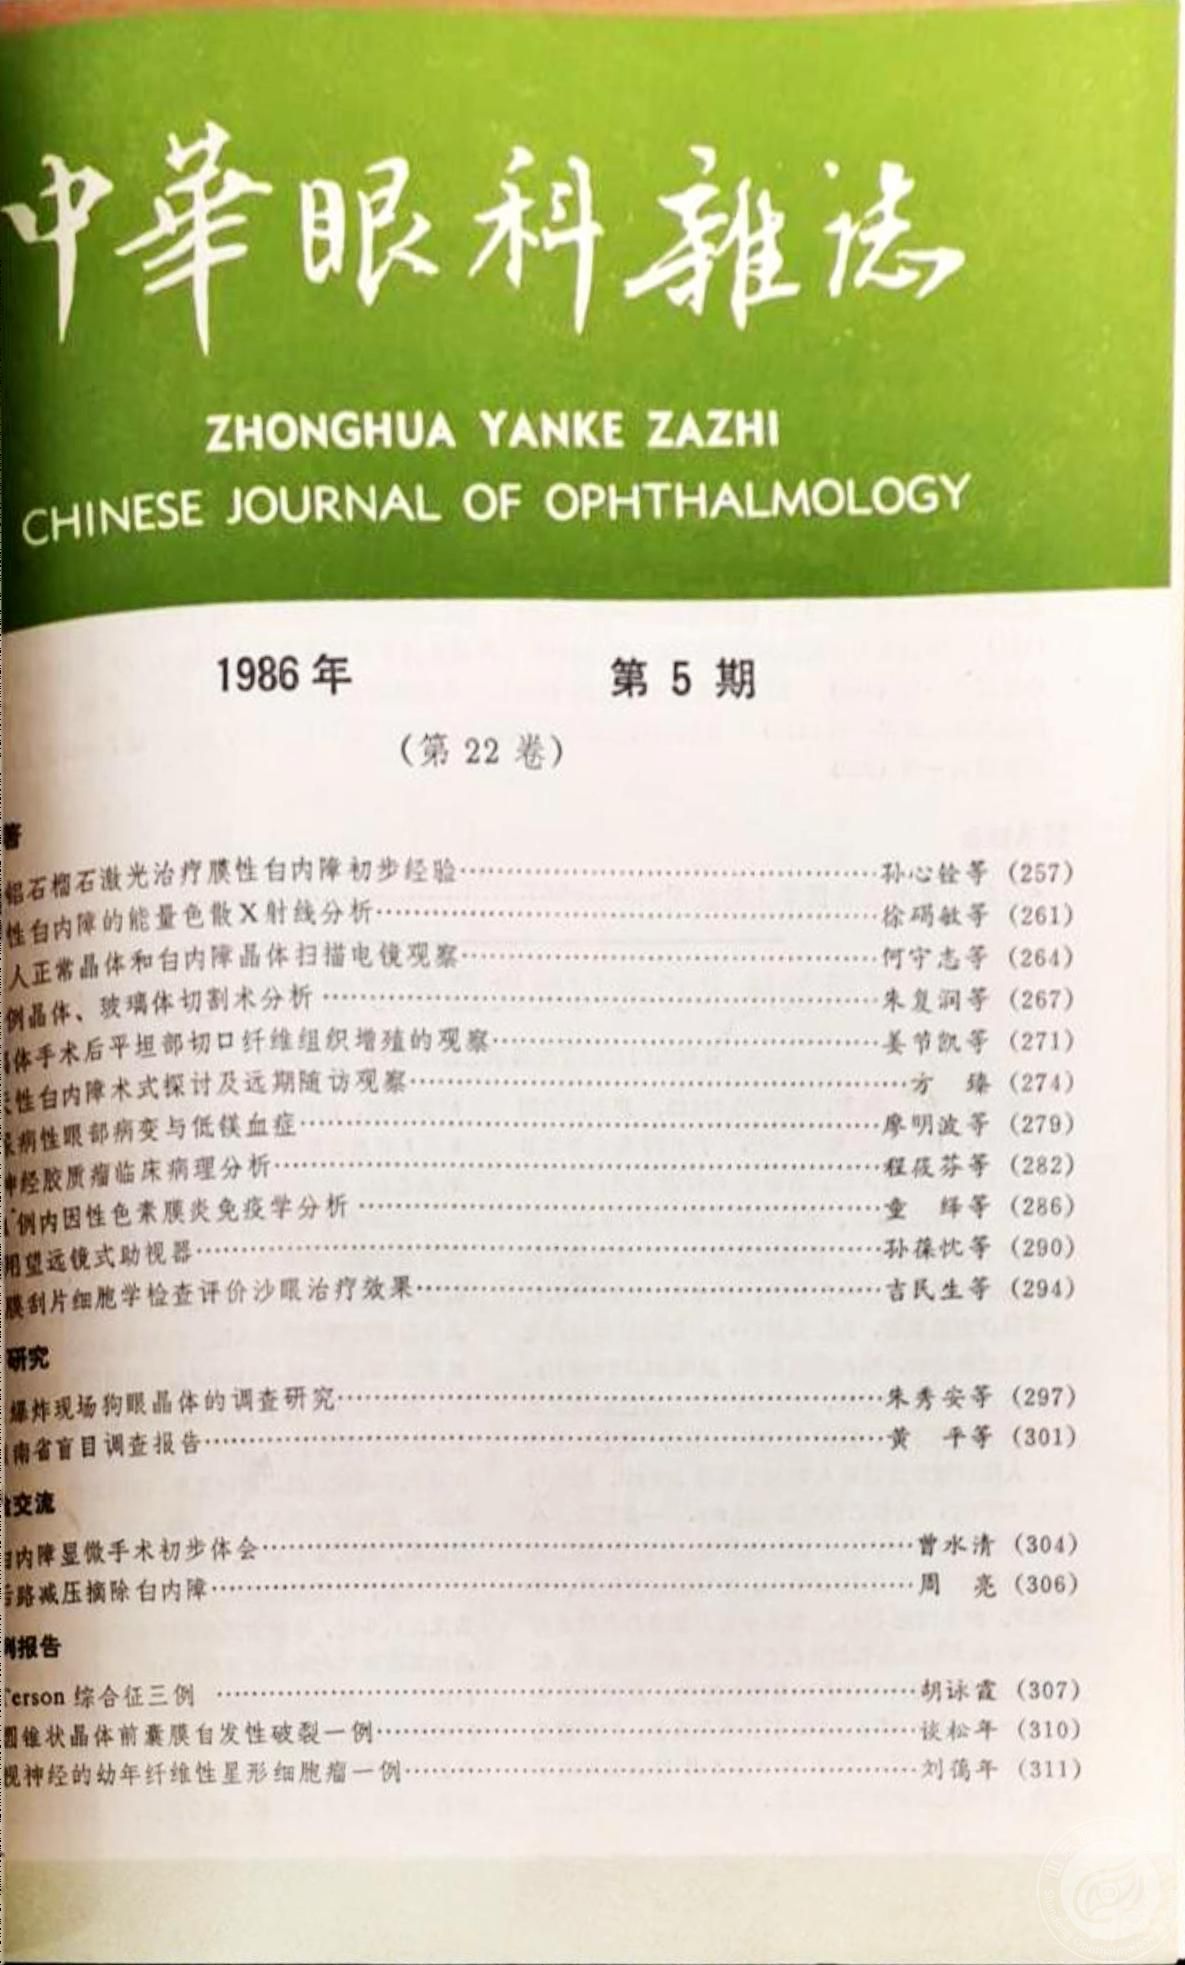 中華眼科雜誌
ZHONGHUA YANKE ZAZHI
CHINESE JOURNAL OF OPHTHALMOLOGY
1986年 第5期
（第22卷）
著
铝石榴石激光治疗膜性白内障初步经验 孙心铨等 (257)
性白内障的能量色散X射线分析 徐砚敏等 (261)
人正常晶体和白内障晶体扫描电镜观察 何守志等 (264)
例晶体、玻璃体切割术分析 朱复润等 (267)
体手术后平坦部切口纤维组织增殖的观察 姜节凯等 (271)
性白内障术式探讨及远期随访观察 方 臻 (274)
病性眼部病变与低镁血症 廖明波等 (279)
神经胶质瘤临床病理分析 程筱芬等 (282)
例内因性色素膜炎免疫学分析 童 绎等 (286)
用望远镜式助视器 孙葆忱等 (290)
膜刮片细胞学检查评价沙眼治疗效果 吉民生等 (294)
研究
爆炸现场狗眼晶体的调查研究 朱秀安等 (297)
南省盲目调查报告 黄 平等 (301)
交流
白内障显微手术初步体会 曾水清 (304)
后路减压摘除白内障 周 亮 (306)
例报告
Terson 综合征三例 胡咏霞 (307)
圆锥状晶体前囊膜自发性破裂一例 谈松年 (310)
视神经的幼年纤维性星形细胞瘤一例 刘蔼年 (311)